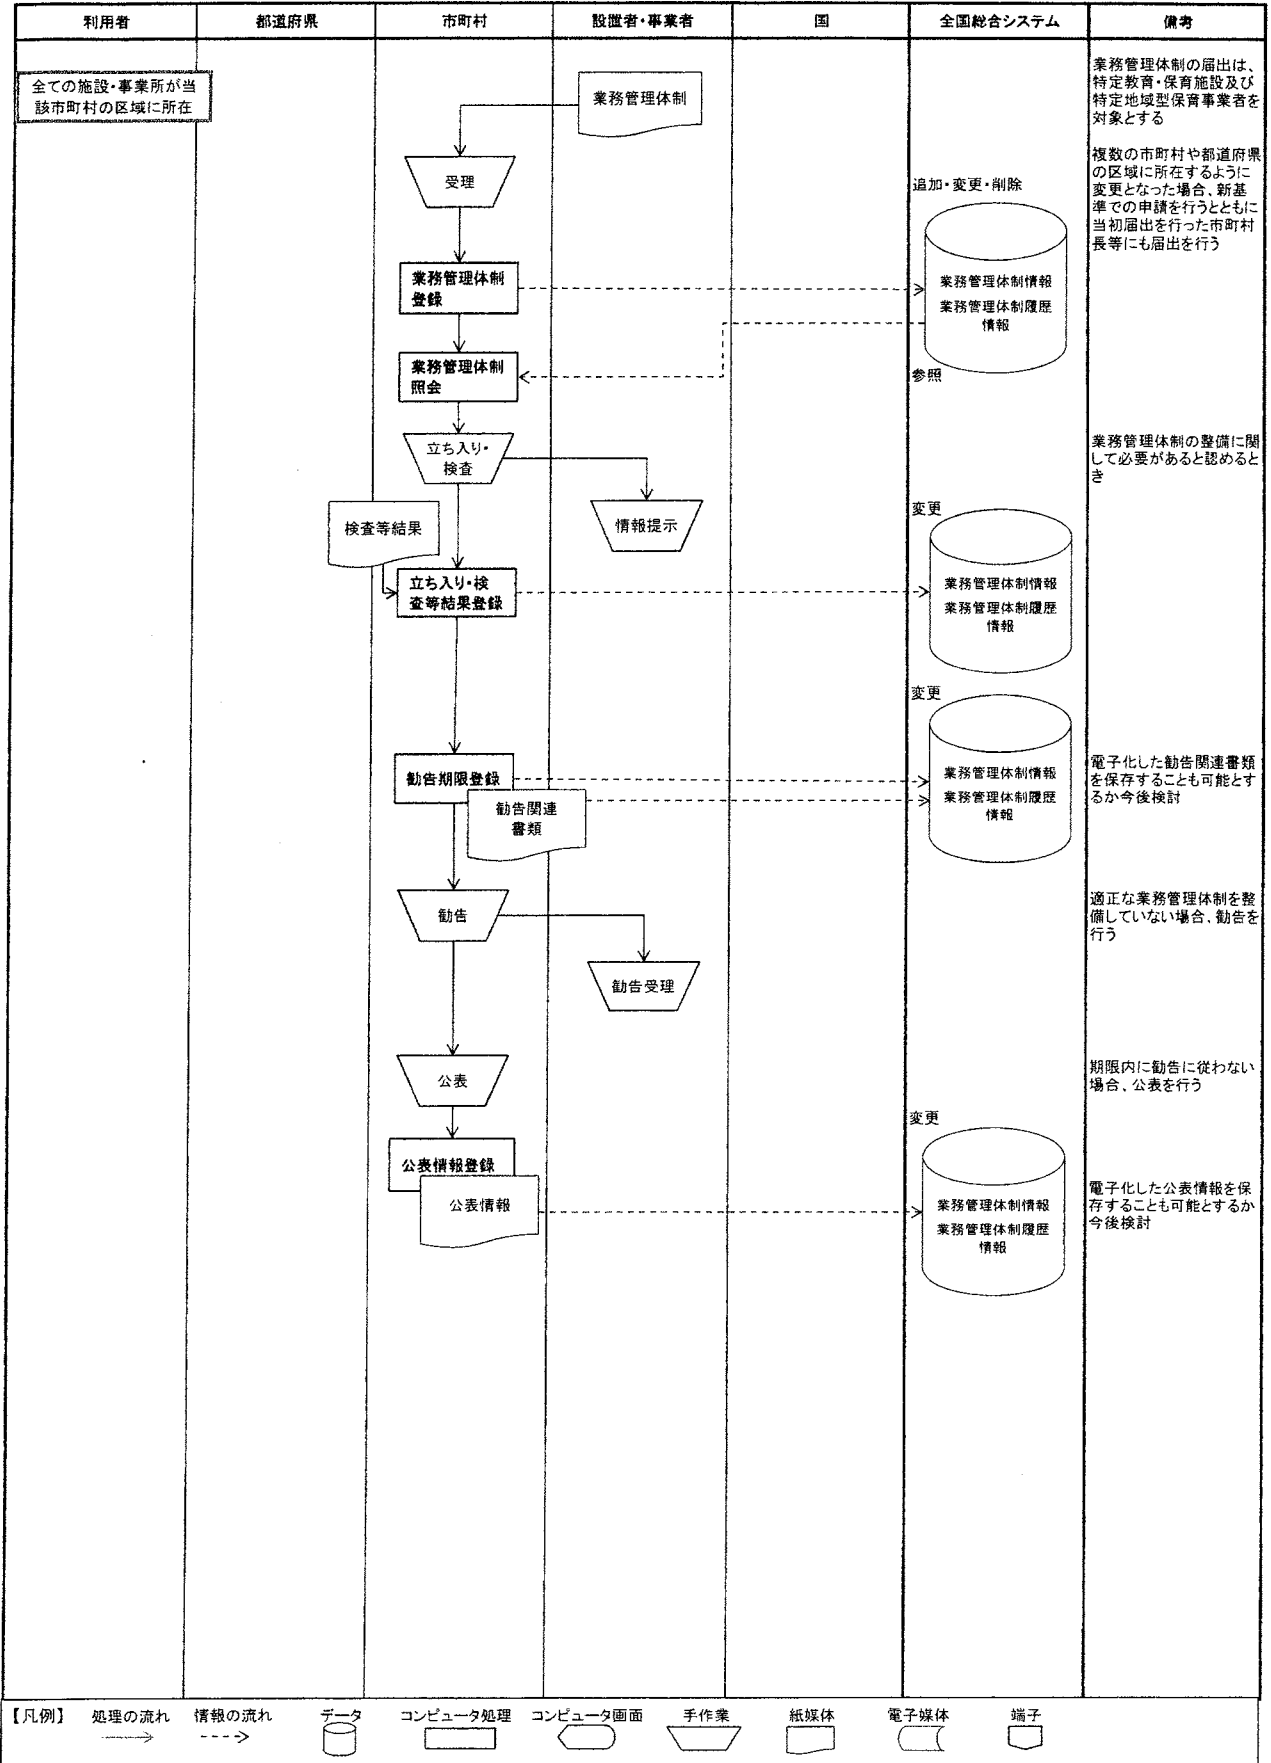 利用者
都道府県
市町村
設置者・事業者
国
全国総合システム
備考
全ての施設・事業所が当
該市町村の区域に所在
業務管理体制
業務管理体制の届出は、
特定教育・保育施設及び
特定地域型保育事業者を
対象とする
受理
複数の市町村や都道府県
の区域に所在するように
変更となった場合、新基
準での申請を行うとともに
当初届出を行った市町村
長等にも届出を行う
追加・変更・削除
業務管理体制
登録
業務管理体制情報
業務管理体制履歴
情報
業務管理体制
照会
参照
立ち入り・
検査
業務管理体制の整備に関
して必要があると認めると
き
情報提示
検査等結果
変更
立ち入り・検
査等結果登録
業務管理体制情報
業務管理体制履歴
情報
変更
勧告期限登録
勧告関連
書類
業務管理体制情報
業務管理体制履歴
情報
電子化した勧告関連書類
を保存することも可能とす
るか今後検討
勧告
適正な業務管理体制を整
備していない場合、勧告を
行う
勧告受理
公表
期限内に勧告に従わない
場合、公表を行う
変更
公表情報登録
公表情報
業務管理体制情報
業務管理体制履歴
情報
電子化した公表情報を保
存することも可能とするか
今後検討
【凡例】 処理の流れ 情報の流れ データ コンピュータ処理 コンピュータ画面 手作業 紙媒体 電子媒体 端子